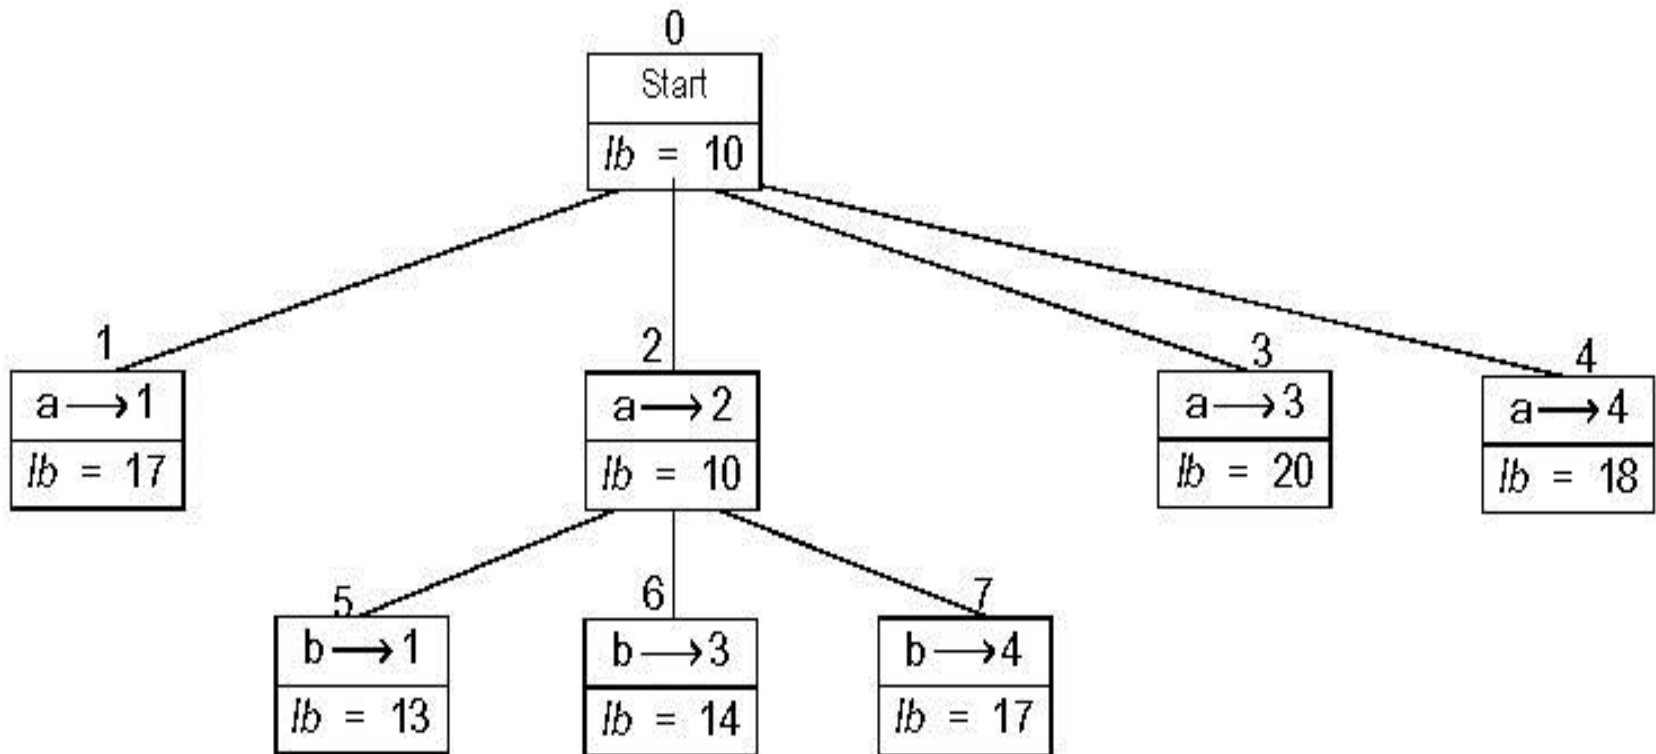 0
Start
lb = 10
1
2
3
4
a⟶1
a⟶2
a⟶3
a⟶4
lb = 17
lb = 10
lb = 20
lb = 18
5
6
7
b⟶1
b⟶3
b⟶4
lb = 13
lb = 14
lb = 17